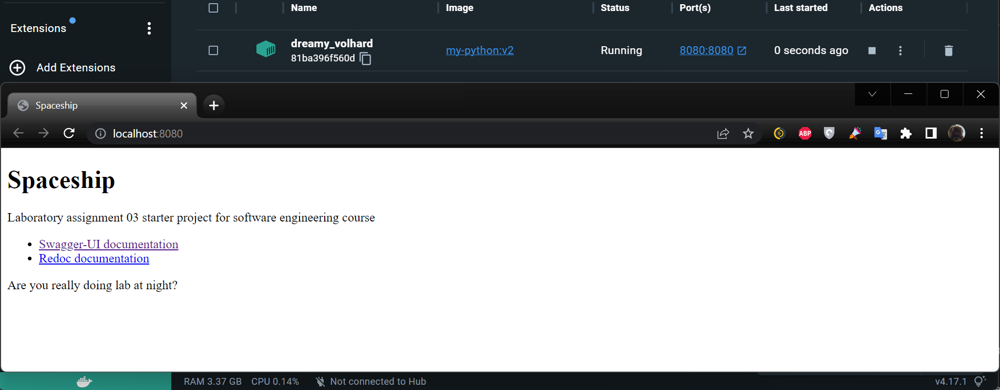 Name Image Status Port(s) Last started Actions
Extensions
dreamy_volhard
my-python:v2 Running 8080:8080 0 seconds ago
81ba396f560d
Add Extensions
Spaceship
localhost:8080
ABP
G
Spaceship
Laboratory assignment 03 starter project for software engineering course
Swagger-UI documentation
Redoc documentation
Are you really doing lab at night?
RAM 3.37 GB CPU 0.14% Not connected to Hub v4.17.1